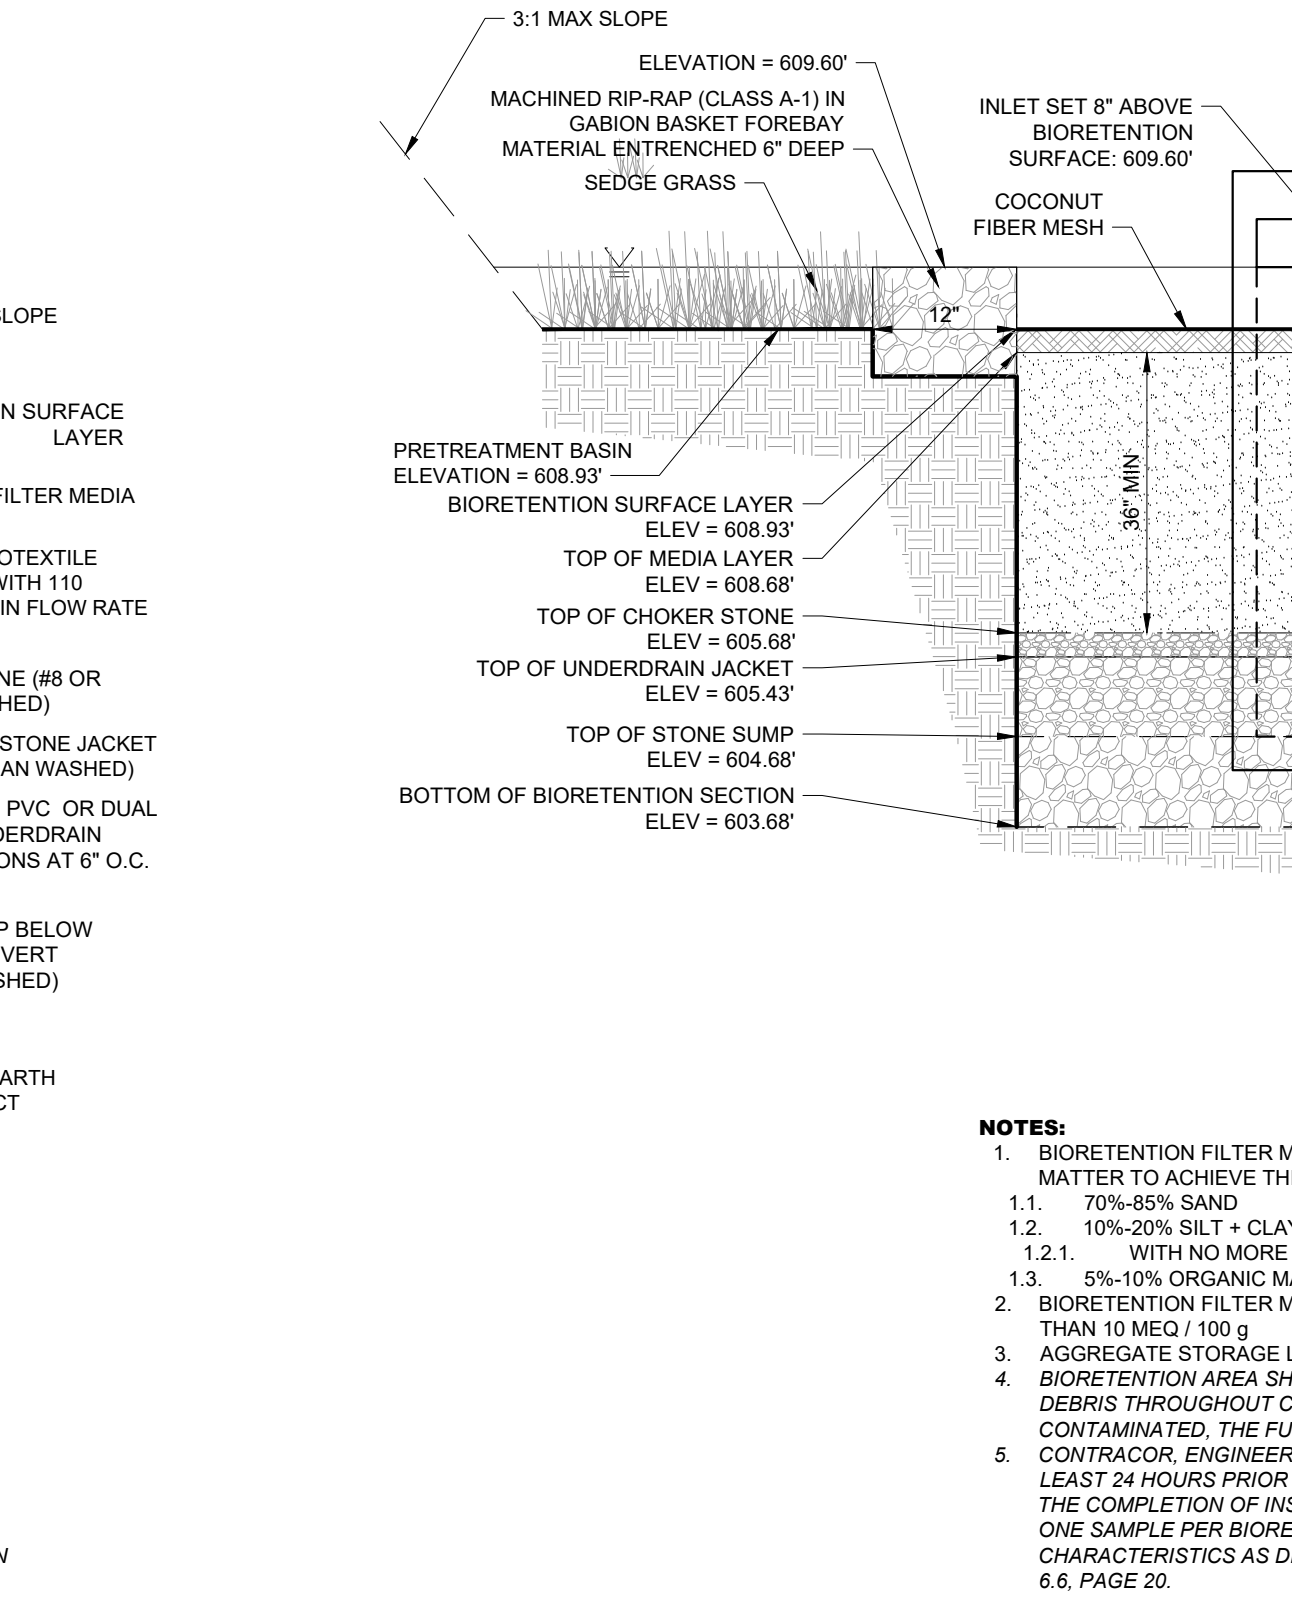 3:1 MAX SLOPE
ELEVATION = 609.60'
MACHINED RIP-RAP (CLASS A-1) IN
GABION BASKET FOREBAY
MATERIAL ENTRENCHED 6" DEEP
SEDGE GRASS
INLET SET 8" ABOVE
BIORETENTION
SURFACE: 609.60'
COCONUT
FIBER MESH
12"
36" MIN
PRETREATMENT BASIN
ELEVATION = 608.93'
BIORETENTION SURFACE LAYER
ELEV = 608.93'
TOP OF MEDIA LAYER
ELEV = 608.68'
TOP OF CHOKER STONE
ELEV = 605.68'
TOP OF UNDERDRAIN JACKET
ELEV = 605.43'
TOP OF STONE SUMP
ELEV = 604.68'
BOTTOM OF BIORETENTION SECTION
ELEV = 603.68'
LOPE
N SURFACE
LAYER
FILTER MEDIA
OTEXTILE
WITH 110
IN FLOW RATE
NE (#8 OR
HED)
STONE JACKET
AN WASHED)
PVC OR DUAL
DERDRAIN
ONS AT 6" O.C.
P BELOW
VERT
SHED)
ARTH
CT
N
NOTES:
1. BIORETENTION FILTER M
MATTER TO ACHIEVE TH
1.1. 70%-85% SAND
1.2. 10%-20% SILT + CLAY
1.2.1. WITH NO MORE
1.3. 5%-10% ORGANIC MA
2. BIORETENTION FILTER M
THAN 10 MEQ / 100 g
3. AGGREGATE STORAGE L
4. BIORETENTION AREA SH
DEBRIS THROUGHOUT C
CONTAMINATED, THE FU
5. CONTRACOR, ENGINEER
LEAST 24 HOURS PRIOR
THE COMPLETION OF INS
ONE SAMPLE PER BIORE
CHARACTERISTICS AS D
6.6, PAGE 20.